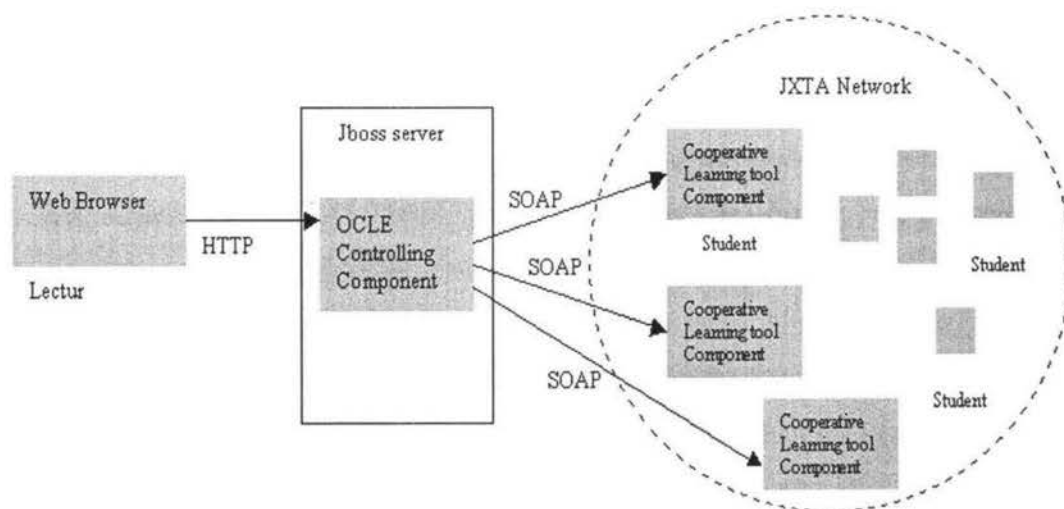 JXTA Network
Jboss server
Web Browser
HTTP
Lectur
OCLE
Controlling
Component
SOAP
SOAP
SOAP
Cooperative
Learning tool
Component
Student
Cooperative
Learning tool
Component
Cooperative
Learning tool
Component
Student
Student